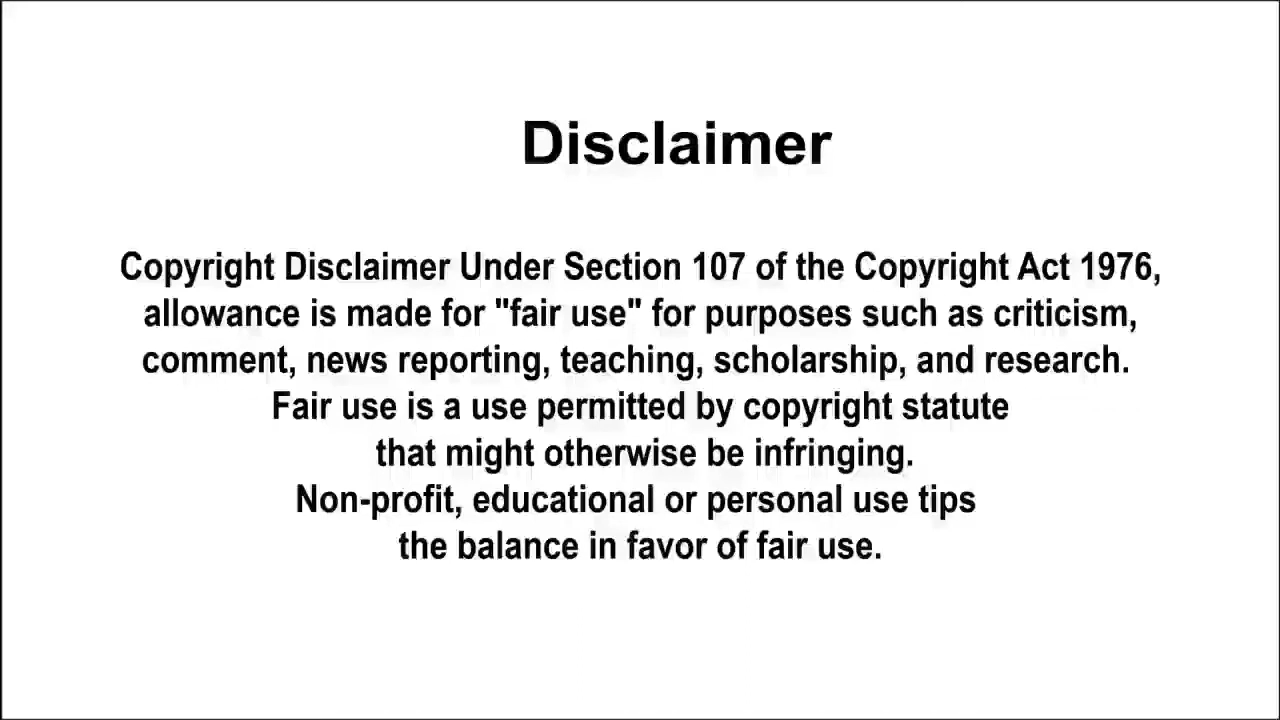 Disclaimer
Copyright Disclaimer Under Section 107 of the Copyright Act 1976,
allowance is made for "fair use" for purposes such as criticism,
comment, news reporting, teaching, scholarship, and research.
Fair use is a use permitted by copyright statute
that might otherwise be infringing.
Non-profit, educational or personal use tips
the balance in favor of fair use.